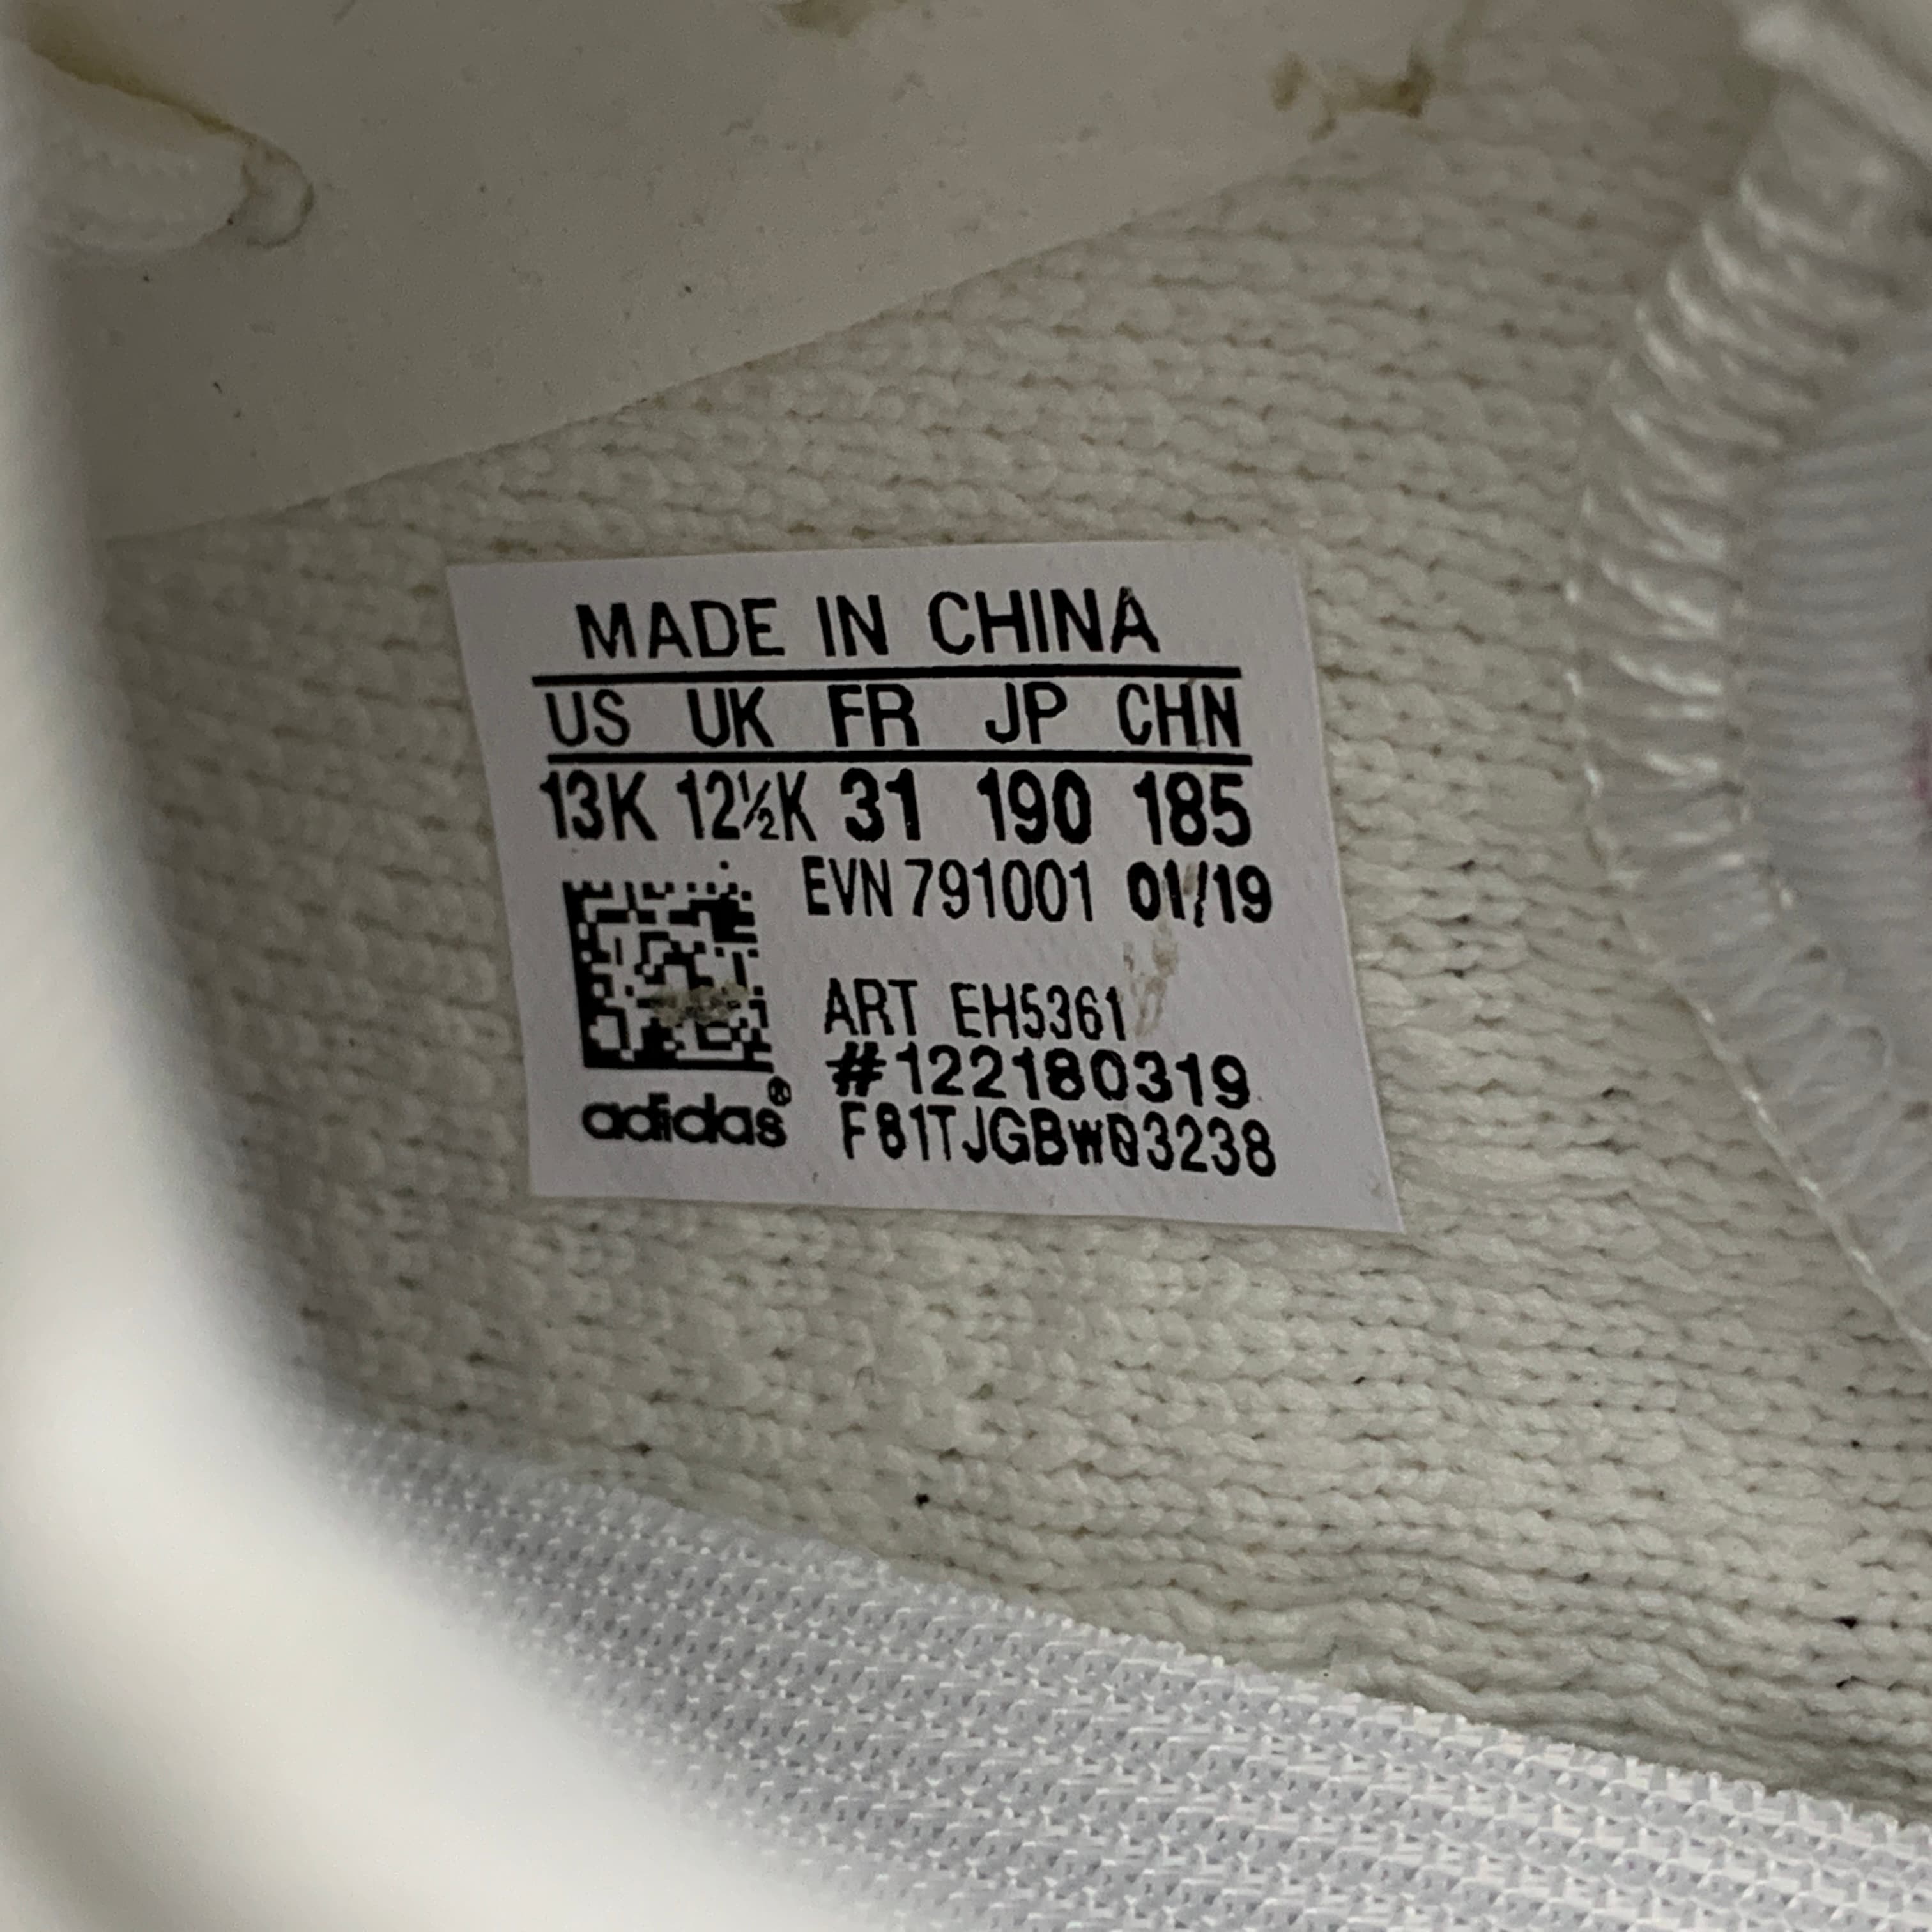 MADE IN CHINA
US UK FR JP CHN
13K 12½K 31 190 185
EVN 791001 01/19
ART EH5361
#122180319
F81TJGBW03238
adidas®